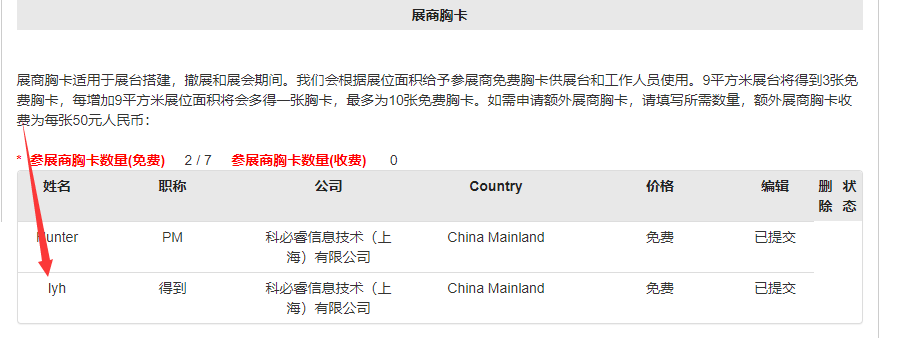 展商胸卡
展商胸卡适用于展台搭建，撤展和展会期间。我们会根据展位面积给予参展商免费胸卡供展台和工作人员使用。9平方米展台将得到3张免
费胸卡，每增加9平方米展位面积将会多得一张胸卡，最多为10张免费胸卡。如需申请额外展商胸卡，请填写所需数量，额外展商胸卡收
费为每张50元人民币：
* 参展商胸卡数量(免费) 2 / 7 参展商胸卡数量(收费) 0
姓名 职称 公司 Country 价格 编辑 删 状
除 态
Hunter PM 科必睿信息技术（上 China Mainland 免费 已提交
海）有限公司
lyh 得到 科必睿信息技术（上 China Mainland 免费 已提交
海）有限公司